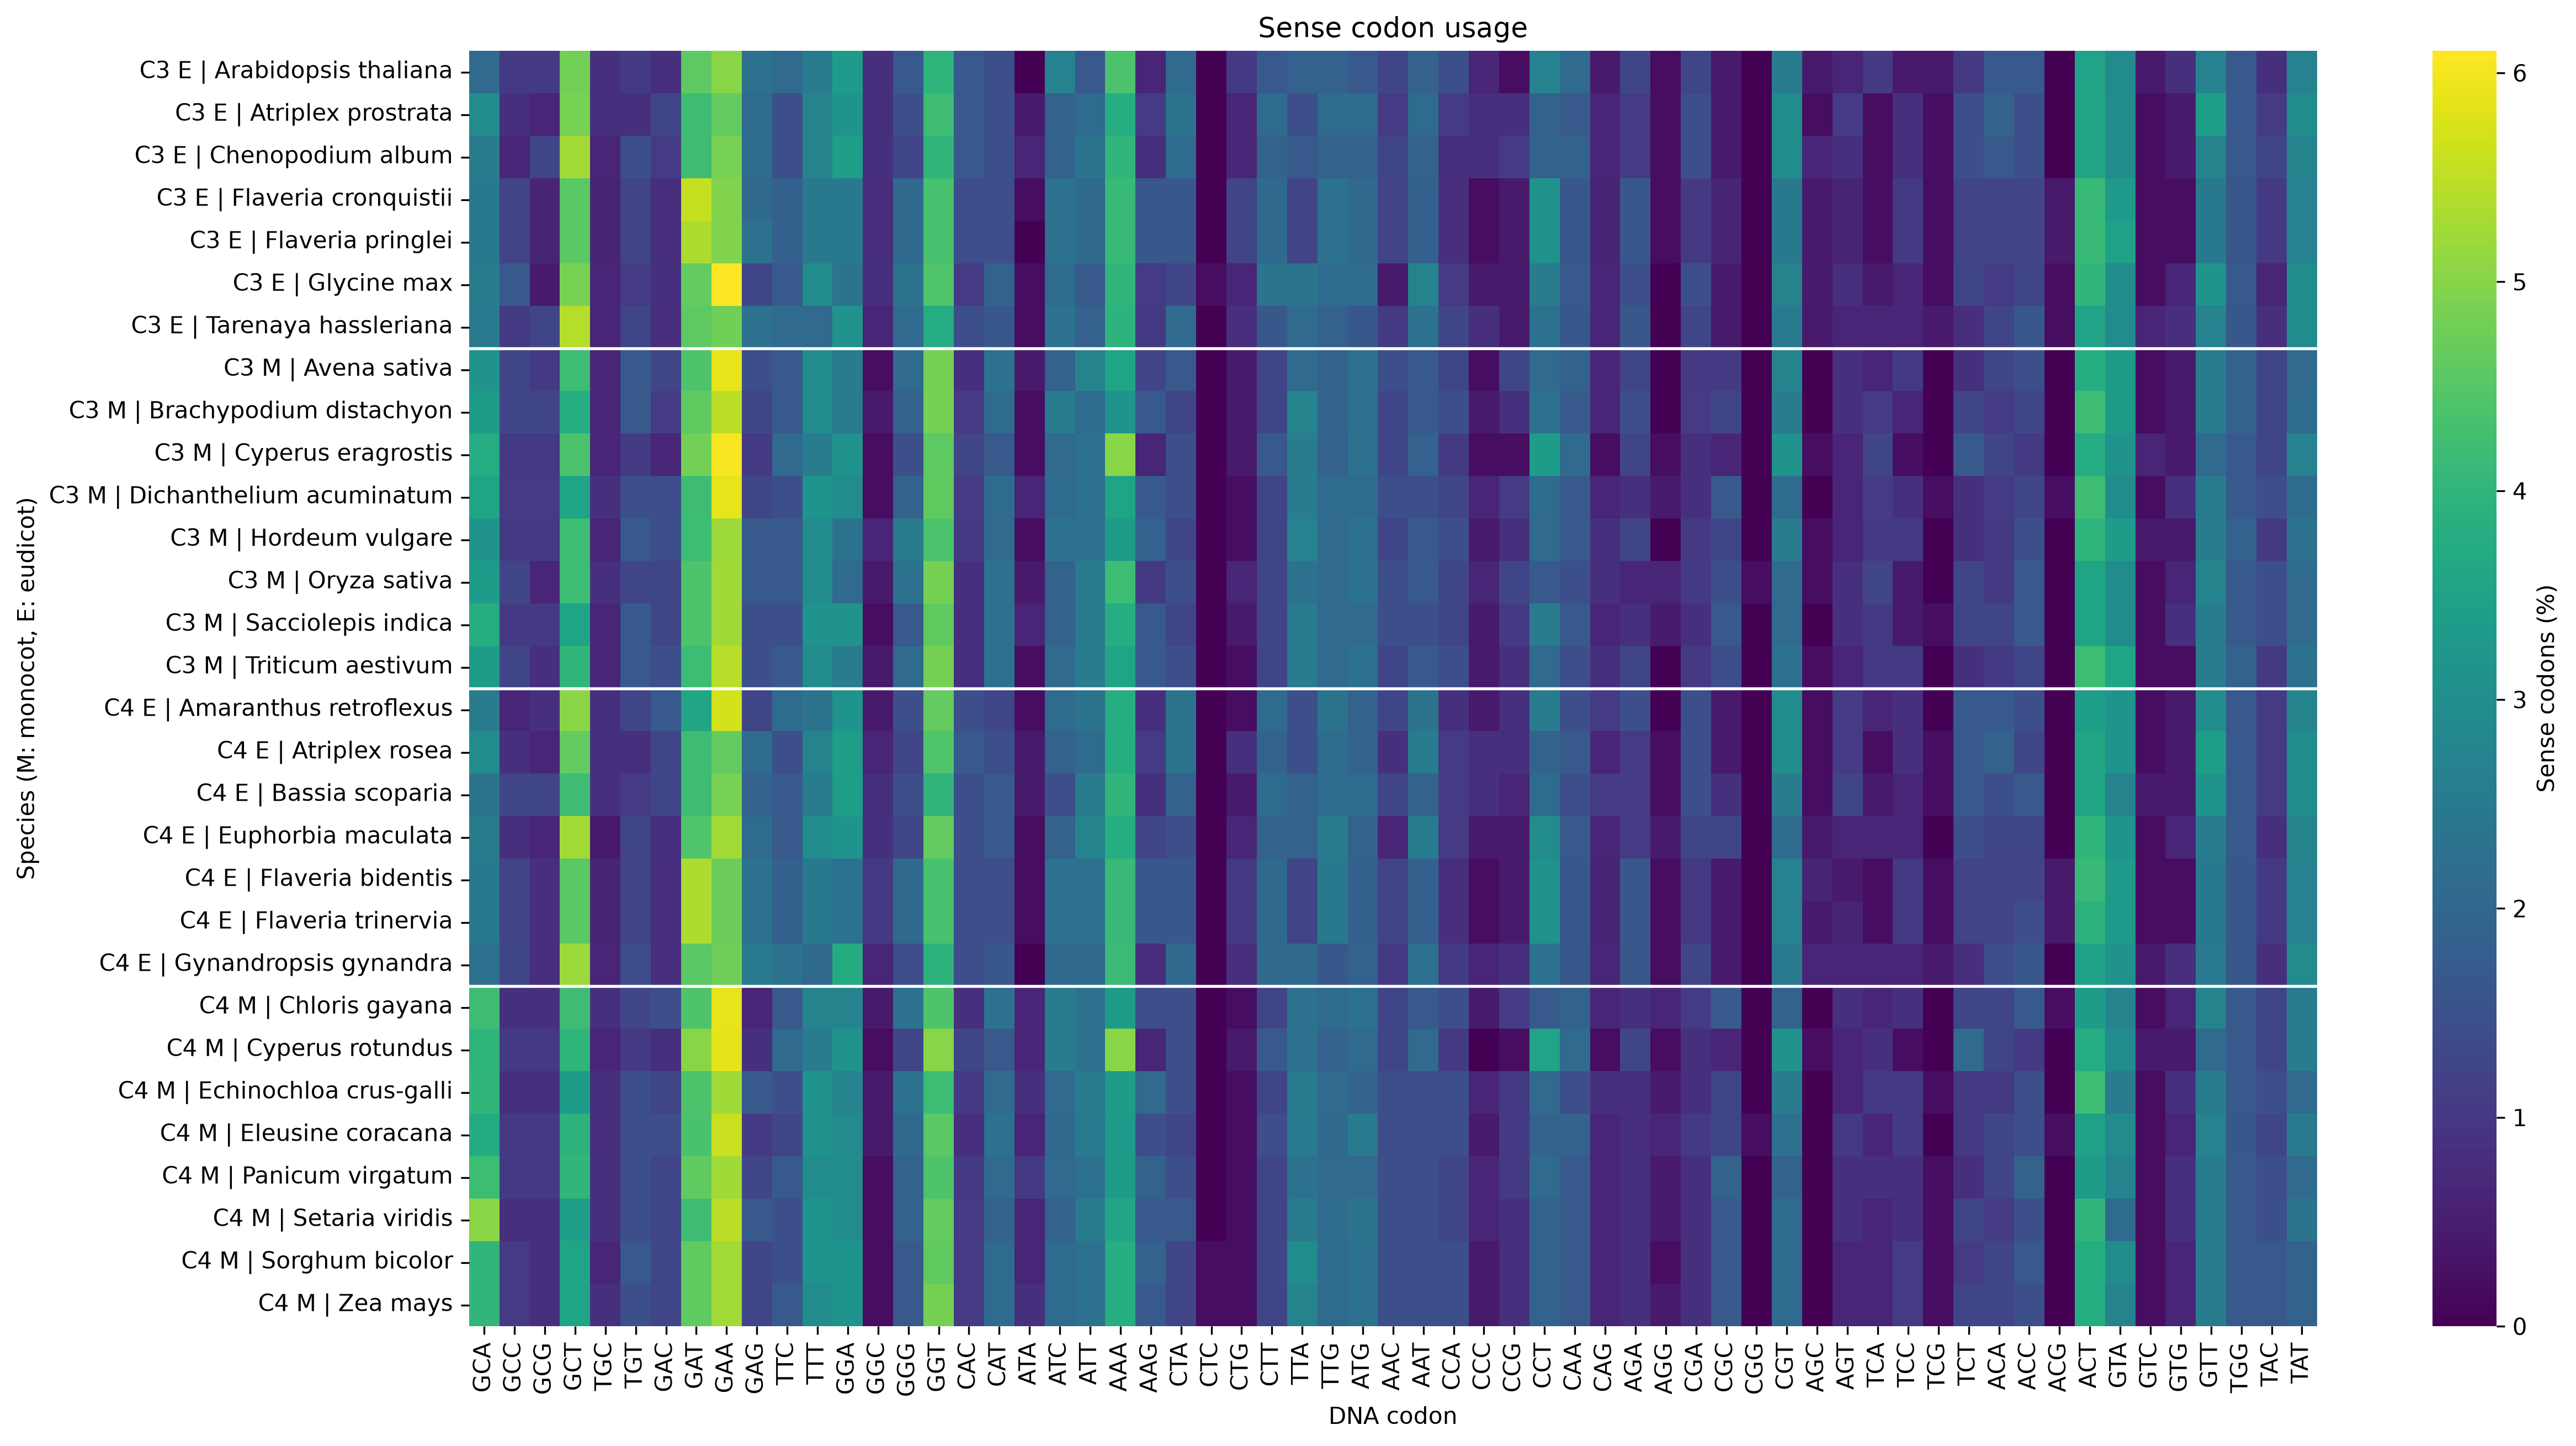 Sense codon usage
C3 E | Arabidopsis thaliana
C3 E | Atriplex prostrata
C3 E | Chenopodium album
C3 E | Flaveria cronquistii
C3 E | Flaveria pringlei
C3 E | Glycine max
C3 E | Tarenaya hassleriana
C3 M | Avena sativa
C3 M | Brachypodium distachyon
C3 M | Cyperus eragrostis
C3 M | Dichanthelium acuminatum
C3 M | Hordeum vulgare
C3 M | Oryza sativa
C3 M | Sacciolepis indica
C3 M | Triticum aestivum
C4 E | Amaranthus retroflexus
C4 E | Atriplex rosea
C4 E | Bassia scoparia
C4 E | Euphorbia maculata
C4 E | Flaveria bidentis
C4 E | Flaveria trinervia
C4 E | Gynandropsis gynandra
C4 M | Chloris gayana
C4 M | Cyperus rotundus
C4 M | Echinochloa crus-galli
C4 M | Eleusine coracana
C4 M | Panicum virgatum
C4 M | Setaria viridis
C4 M | Sorghum bicolor
C4 M | Zea mays
Species (M: monocot, E: eudicot)
GCA GCC GCG GCT TGC TGT GAC GAT GAA GAG TTC TTT GGA GGC GGG GGT CAC CAT ATA ATC ATT AAA AAG CTA CTC CTG CTT TTA TTG ATG AAC AAT CCA CCC CCG CCT CAA CAG AGA AGG CGA CGC CGG CGT AGC AGT TCA TCC TCG TCT ACA ACC ACG ACT GTA GTC GTG GTT TGG TAC TAT
DNA codon
6
5
4
3
2
1
0
Sense codons (%)